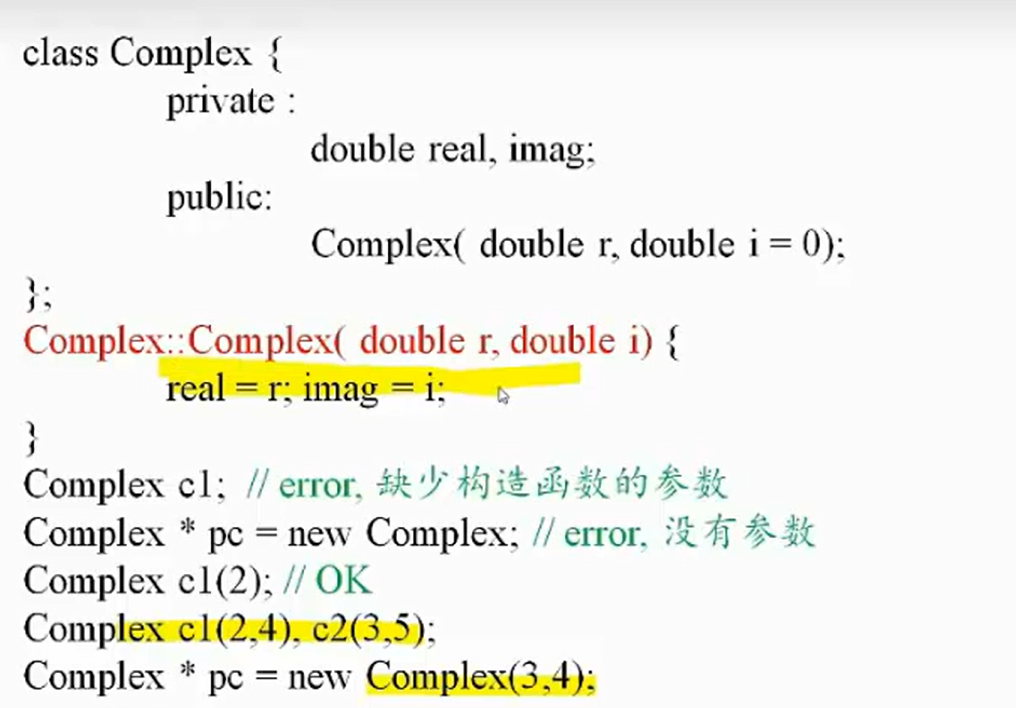 class Complex {
private :
double real, imag;
public:
Complex( double r, double i = 0);
};
Complex::Complex( double r, double i) {
real = r; imag = i;
}
Complex c1; // error, 缺少构造函数的参数
Complex * pc = new Complex; // error, 没有参数
Complex c1(2); // OK
Complex c1(2,4), c2(3,5);
Complex * pc = new Complex(3,4);